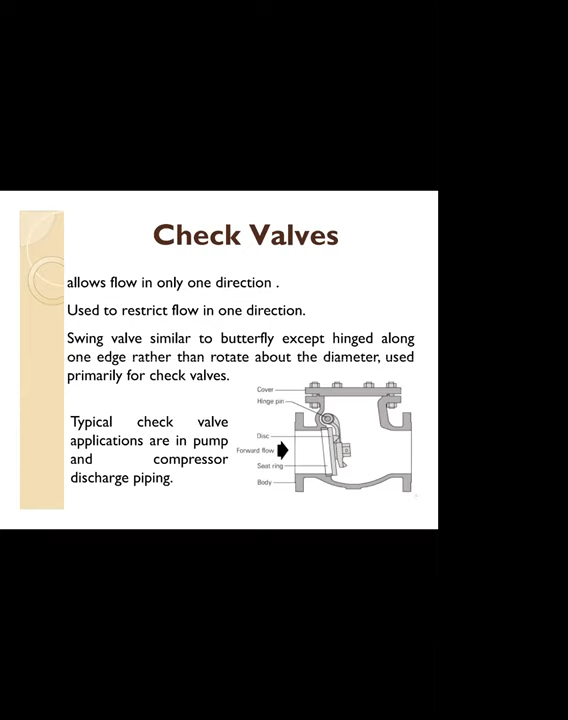 Check Valves
allows flow in only one direction .
Used to restrict flow in one direction.
Swing valve similar to butterfly except hinged along
one edge rather than rotate about the diameter, used
primarily for check valves.
Typical check valve
applications are in pump
and compressor
discharge piping.
Cover
Hinge pin
Disc
Forward flow
Seat ring
Body